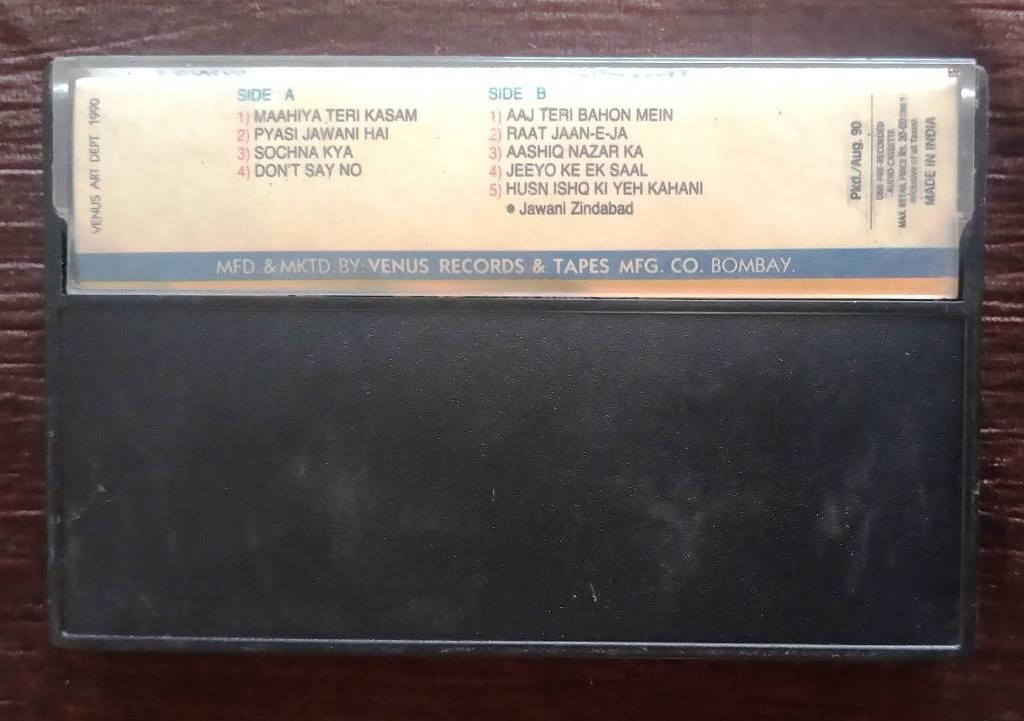 VENUS ART DEPT 1990
SIDE A
1) MAAHIYA TERI KASAM
2) PYASI JAWANI HAI
3) SOCHNA KYA
4) DON'T SAY NO
SIDE B
1) AAJ TERI BAHON MEIN
2) RAAT JAAN-E-JA
3) AASHIQ NAZAR KA
4) JEEYO KE EK SAAL
5) HUSN ISHQ KI YEH KAHANI
● Jawani Zindabad
Pkd./Aug. 90
ONE PRE-RECORDED
AUDIO-CASSETTE
MAX. RETAIL PRICE Rs. 20-00 ONLY
inclusive of all taxes
MADE IN INDIA
MFD. & MKTD. BY: VENUS RECORDS & TAPES MFG. CO. BOMBAY.